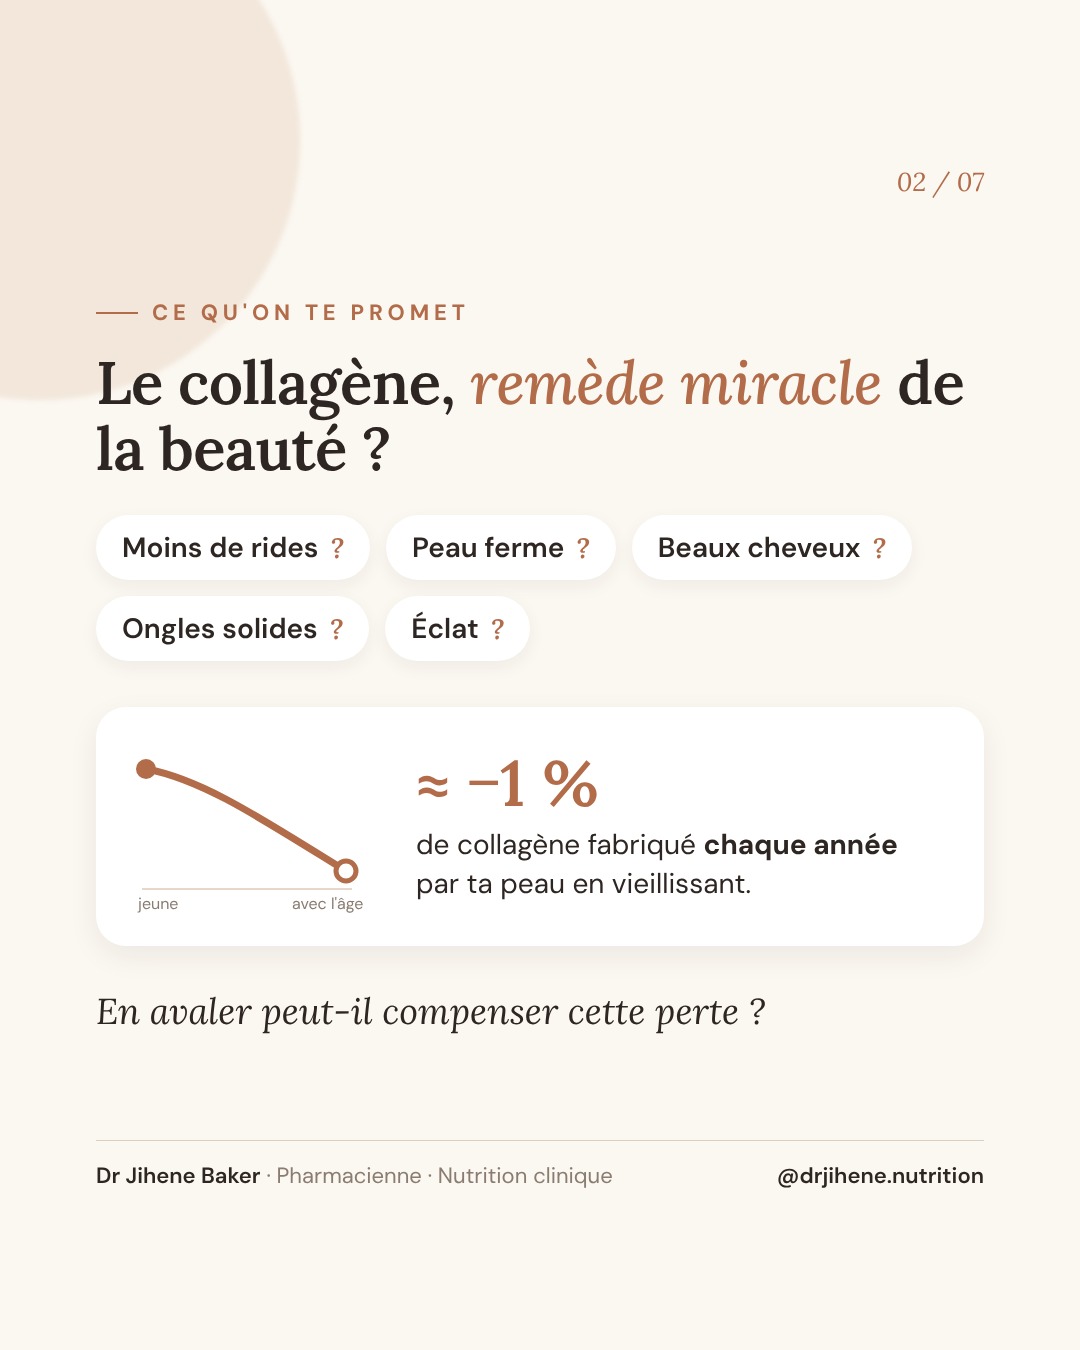 02 / 07
CE QU'ON TE PROMET
Le collagène, remède miracle de
la beauté ?
Moins de rides ?
Peau ferme ?
Beaux cheveux ?
Ongles solides ?
Éclat ?
≈ −1 %
de collagène fabriqué chaque année
par ta peau en vieillissant.
jeune
avec l'âge
En avaler peut-il compenser cette perte ?
Dr Jihene Baker · Pharmacienne · Nutrition clinique
@drjihene.nutrition